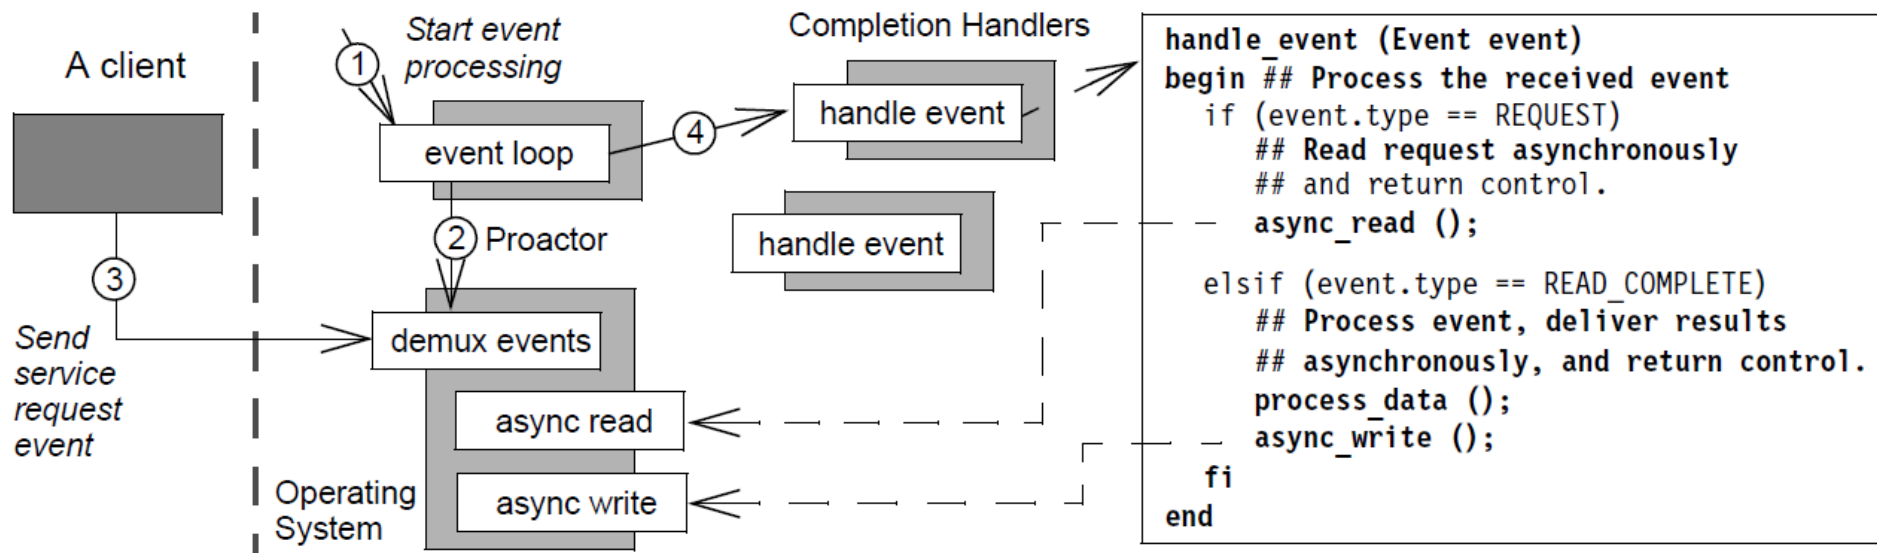 A client
Start event
processing
1
event loop
4
2
Proactor
3
Send
service
request
event
demux events
async read
async write
Operating
System
Completion Handlers
handle event
handle event
handle_event (Event event)
begin ## Process the received event
if (event.type == REQUEST)
## Read request asynchronously
## and return control.
async_read ();
elsif (event.type == READ_COMPLETE)
## Process event, deliver results
## asynchronously, and return control.
process_data ();
async_write ();
fi
end